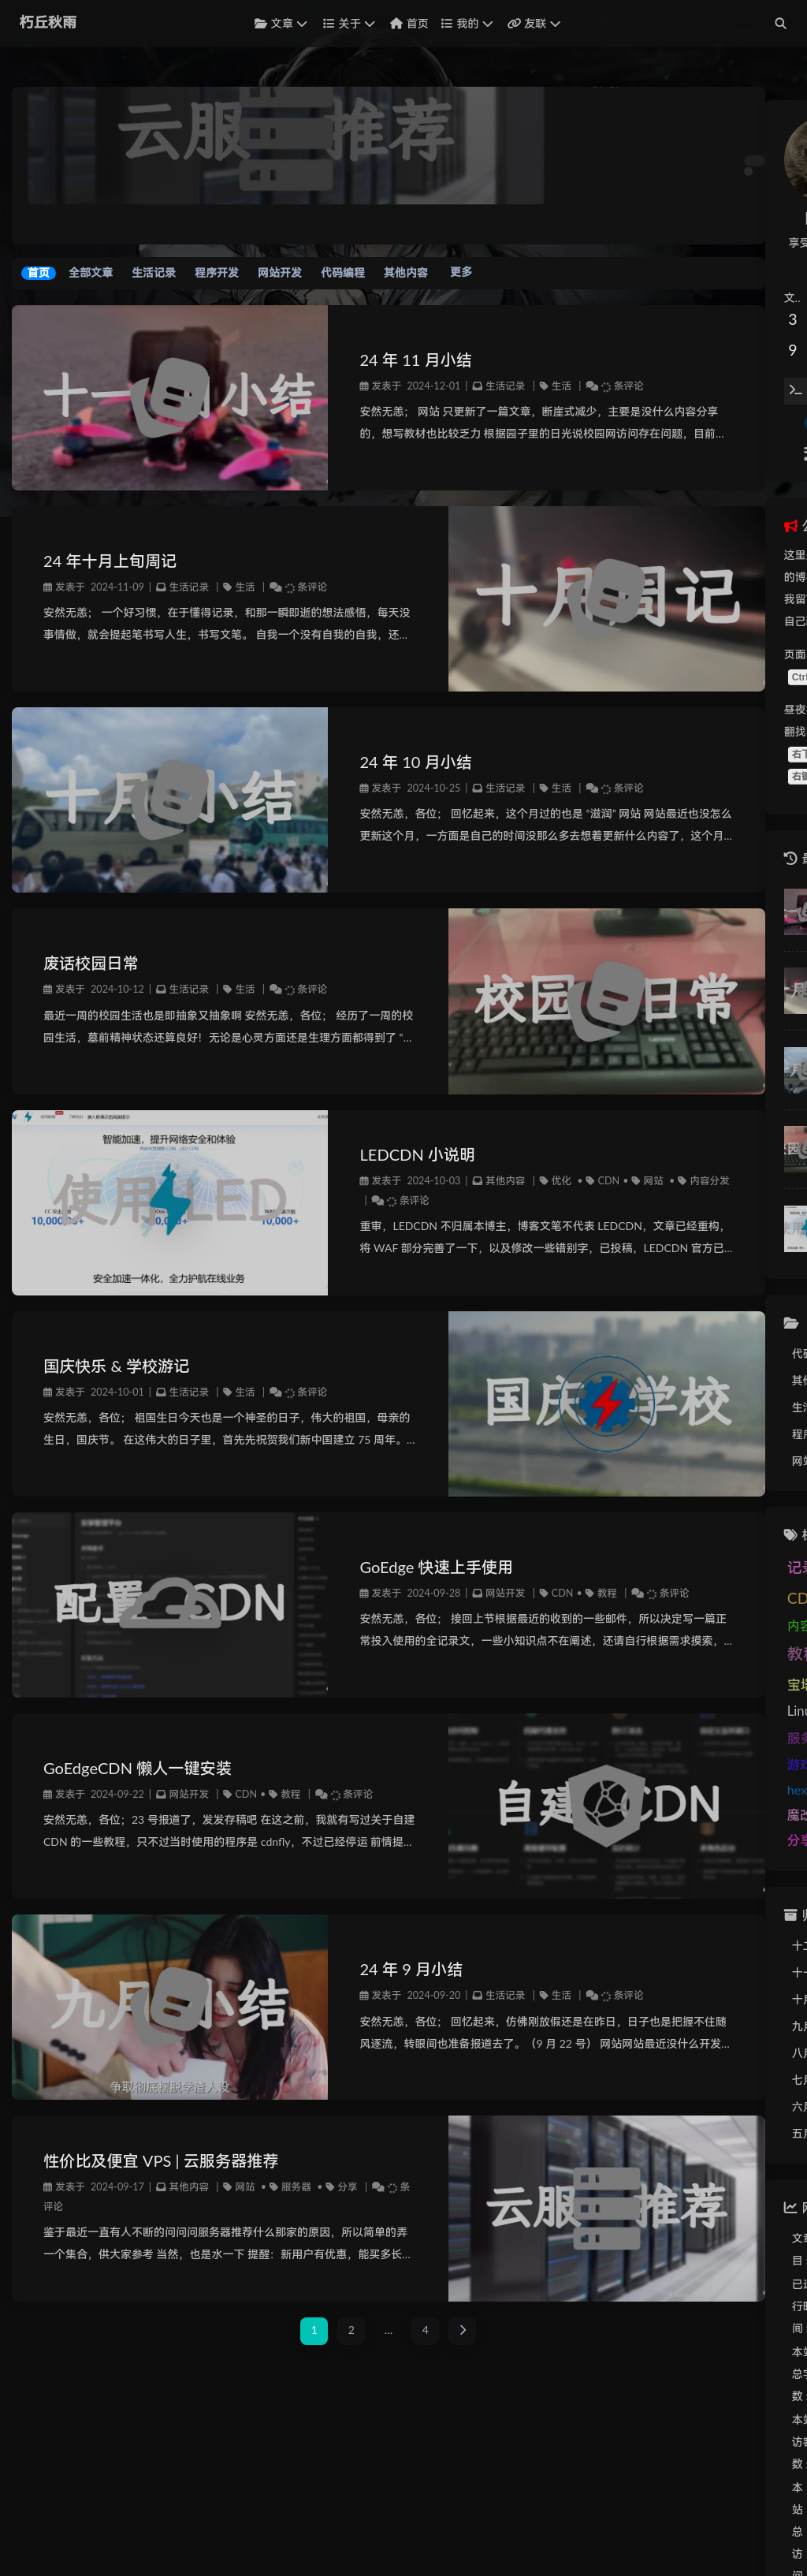 朽丘秋雨
文章 关于 首页 我的 友联
云服 推荐
首页 全部文章 生活记录 程序开发 网站开发 代码编程 其他内容 更多
十一 小结
24 年 11 月小结
发表于 2024-12-01 | 生活记录 | 生活 | 条评论
安然无恙； 网站 只更新了一篇文章，断崖式减少，主要是没什么内容分享
的，想写教材也比较乏力 根据园子里的日光说校园网访问存在问题，目前...
24 年十月上旬周记
发表于 2024-11-09 | 生活记录 | 生活 | 条评论
安然无恙； 一个好习惯，在于懂得记录，和那一瞬即逝的想法感悟，每天没
事情做，就会提起笔书写人生，书写文笔。 自我一个没有自我的自我，还...
十月 周记
十月 小结
24 年 10 月小结
发表于 2024-10-25 | 生活记录 | 生活 | 条评论
安然无恙，各位； 回忆起来，这个月过的也是 “滋润” 网站 网站最近也没怎么
更新这个月，一方面是自己的时间没那么多去想着更新什么内容了，这个月...
废话校园日常
发表于 2024-10-12 | 生活记录 | 生活 | 条评论
最近一周的校园生活也是即抽象又抽象啊 安然无恙，各位； 经历了一周的校
园生活，墓前精神状态还算良好！无论是心灵方面还是生理方面都得到了 “...
校园 日常
智能加速，提升网络安全和体验
使用 LED
10,000+
安全加速一体化，全力护航在线业务
LEDCDN 小说明
发表于 2024-10-03 | 其他内容 | 优化 • CDN • 网站 • 内容分发
| 条评论
重审，LEDCDN 不归属本博主，博客文笔不代表 LEDCDN，文章已经重构，
将 WAF 部分完善了一下，以及修改一些错别字，已投稿，LEDCDN 官方已...
国庆快乐 & 学校游记
发表于 2024-10-01 | 生活记录 | 生活 | 条评论
安然无恙，各位； 祖国生日今天也是一个神圣的日子，伟大的祖国，母亲的
生日，国庆节。 在这伟大的日子里，首先先祝贺我们新中国建立 75 周年。...
国庆 学校
配置 CDN
GoEdge 快速上手使用
发表于 2024-09-28 | 网站开发 | CDN • 教程 | 条评论
安然无恙，各位； 接回上节根据最近的收到的一些邮件，所以决定写一篇正
常投入使用的全记录文，一些小知识点不在阐述，还请自行根据需求摸索，...
GoEdgeCDN 懒人一键安装
发表于 2024-09-22 | 网站开发 | CDN • 教程 | 条评论
安然无恙，各位；23 号报道了，发发存稿吧 在这之前，我就有写过关于自建
CDN 的一些教程，只不过当时使用的程序是 cdnfly，不过已经停运 前情提...
自建 CDN
九月 小结
争取彻底摆脱学渣人设
24 年 9 月小结
发表于 2024-09-20 | 生活记录 | 生活 | 条评论
安然无恙，各位； 回忆起来，仿佛刚放假还是在昨日，日子也是把握不住随
风逐流，转眼间也准备报道去了。（9 月 22 号） 网站网站最近没什么开发...
性价比及便宜 VPS | 云服务器推荐
发表于 2024-09-17 | 其他内容 | 网站 • 服务器 • 分享 | 条
评论
鉴于最近一直有人不断的问问问服务器推荐什么那家的原因，所以简单的弄
一个集合，供大家参考 当然，也是水一下 提醒：新用户有优惠，能买多长...
云服 推荐
1 2 … 4
享受
文..
3
9
这里
的博
我留
自己
页面
昼夜
翻找
右下
代码
其他
生活
程序
网站
记录
CD
内容
教程
宝塔
Linu
服务
游戏
hex
魔改
分享
十二
十一
十月
九月
八月
七月
六月
五月
文章
目
已运
行时
间
本站
总字
数
本站
访客
数
本
站
总
访